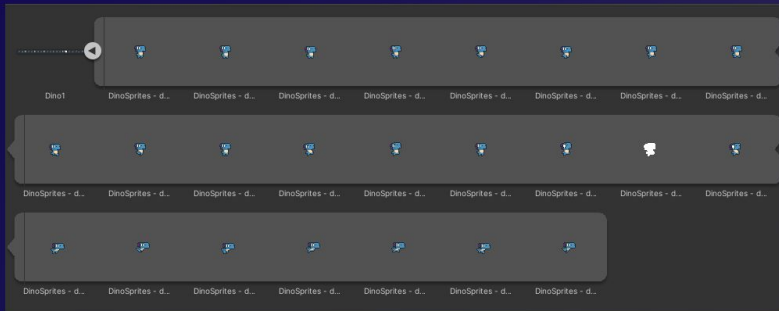 Dino1 DinoSprites - d... DinoSprites - d... DinoSprites - d... DinoSprites - d... DinoSprites - d... DinoSprites - d... DinoSprites - d... DinoSprites - d...
DinoSprites - d... DinoSprites - d... DinoSprites - d... DinoSprites - d... DinoSprites - d... DinoSprites - d... DinoSprites - d... DinoSprites - d... DinoSprites - d...
DinoSprites - d... DinoSprites - d... DinoSprites - d... DinoSprites - d... DinoSprites - d... DinoSprites - d... DinoSprites - d...